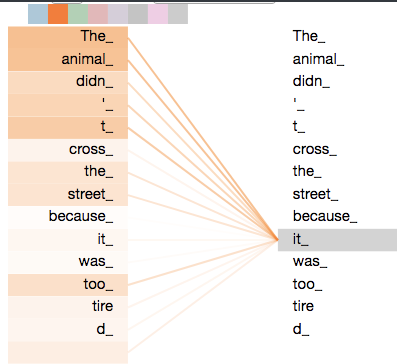 The_ The_
animal_ animal_
didn_ didn_
'_ '_
t_ t_
cross_ cross_
the_ the_
street_ street_
because_ because_
it_ it_
was_ was_
too_ too_
tire tire
d_ d_